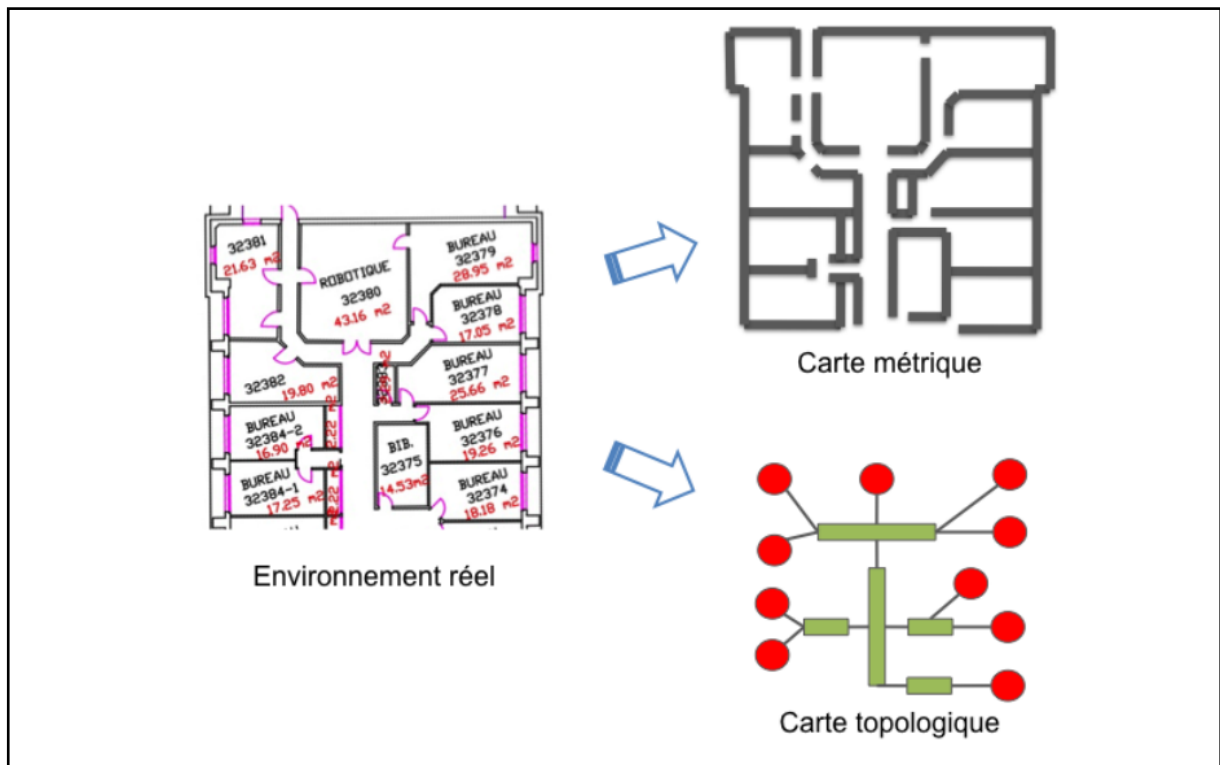 32381
21.63 m2
ROBOTIQUE
32380
43.16 m2
BUREAU
32379
28.95 m2
BUREAU
32378
17.05 m2
32382
19.80 m2
BUREAU
32377
25.66 m2
BUREAU
32384-2
16.90 m2
BIB.
32375
14.53m2
BUREAU
32376
19.26 m2
BUREAU
32384-1
17.25 m2
BUREAU
32374
18.18 m2
Environnement réel
Carte métrique
Carte topologique